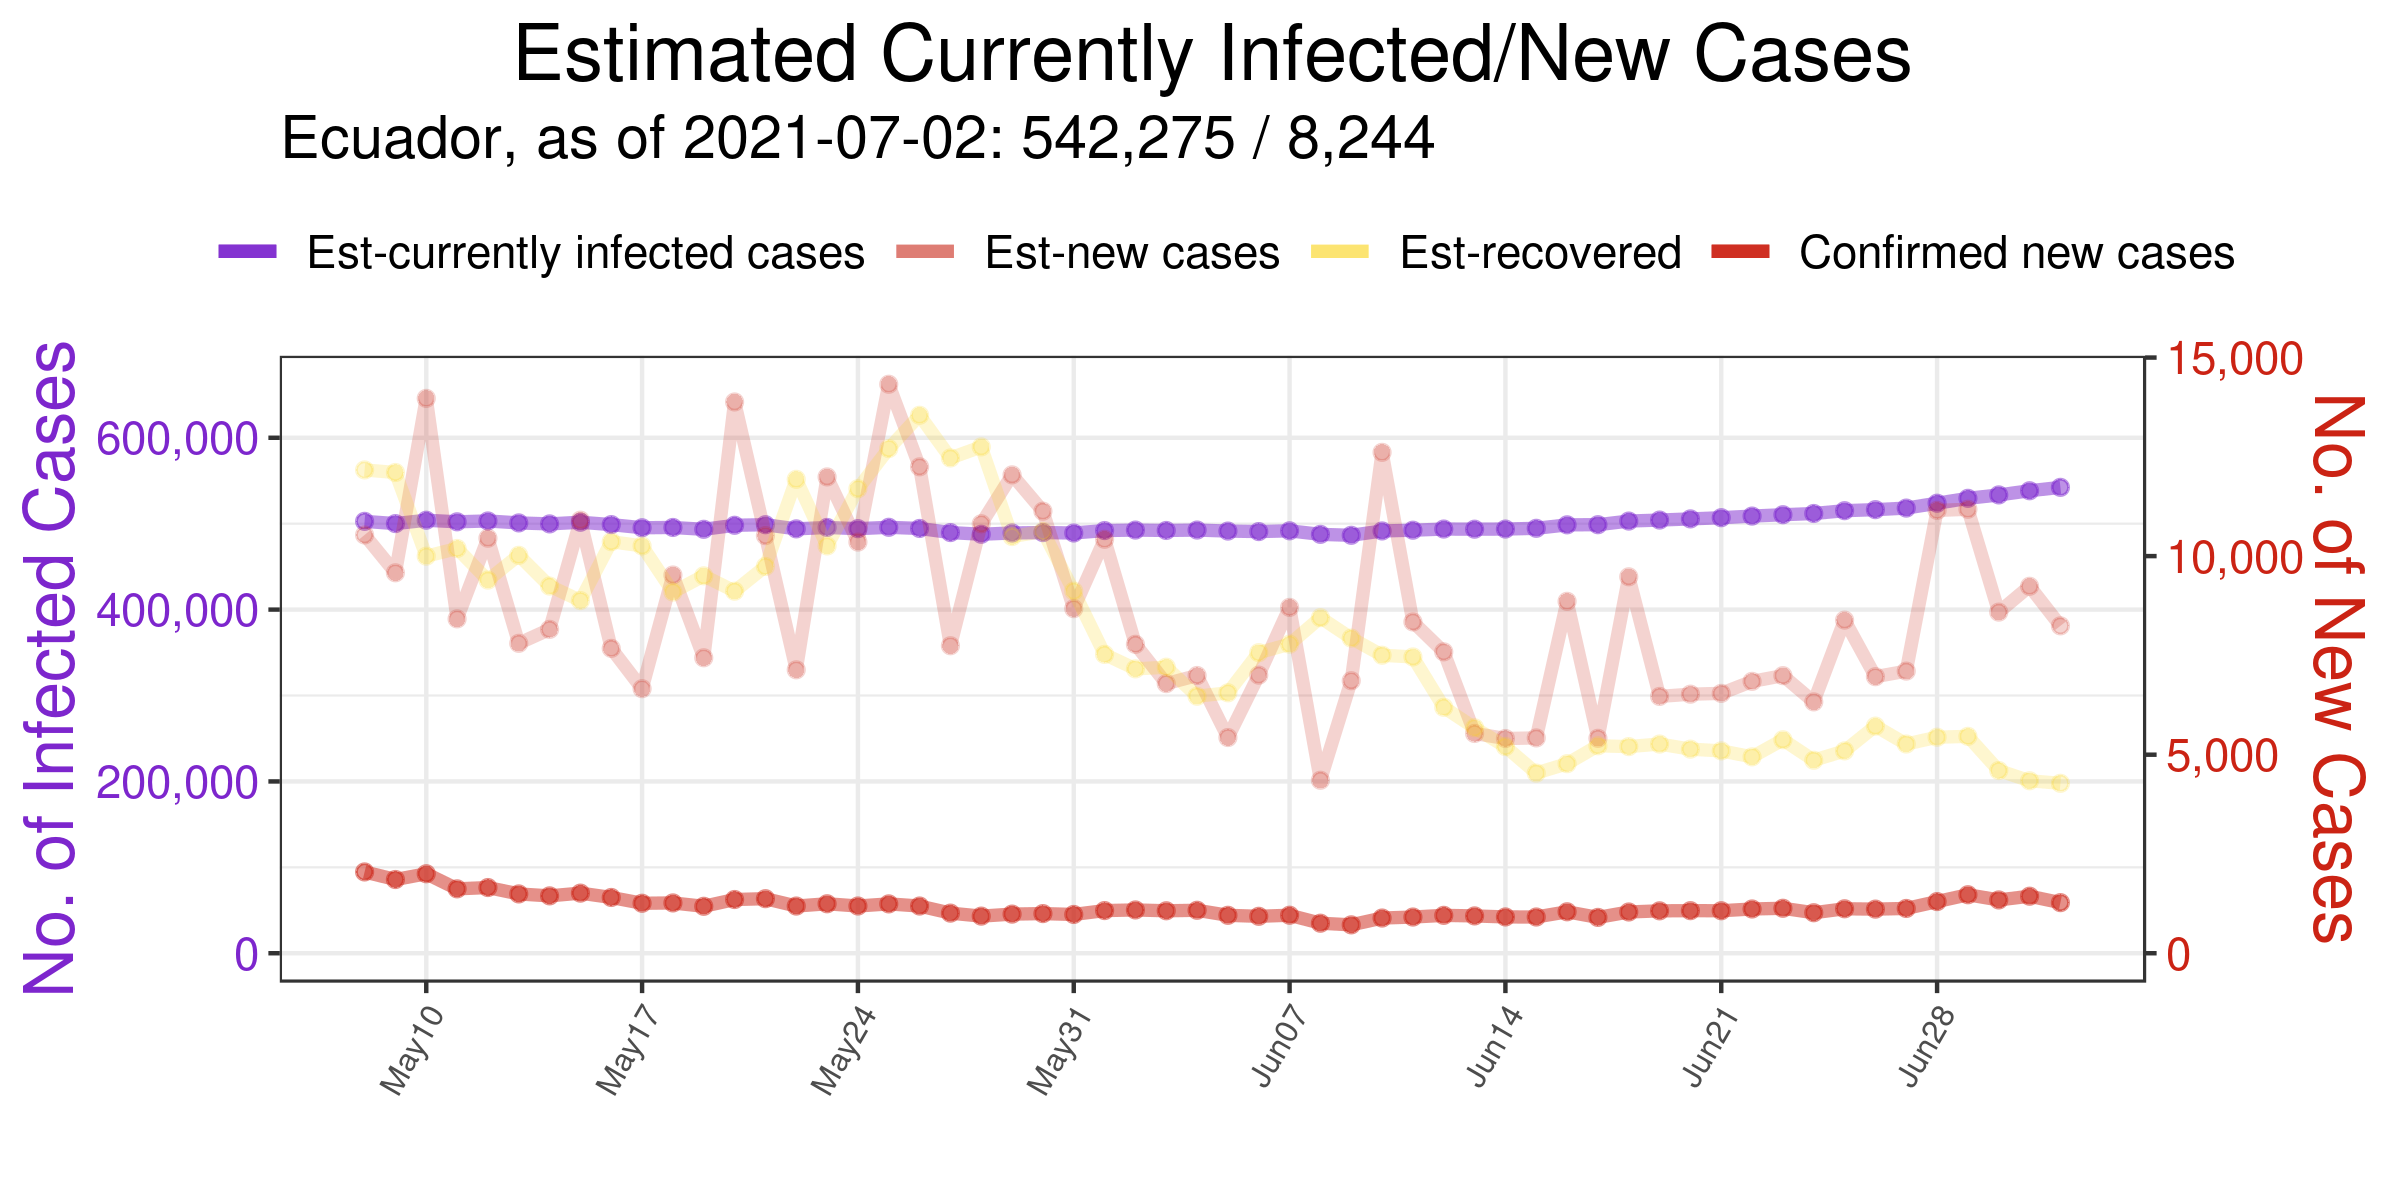 Estimated Currently Infected/New Cases
Ecuador, as of 2021-07-02: 542,275 / 8,244
Est-currently infected cases Est-new cases Est-recovered Confirmed new cases
No. of Infected Cases
600,000
400,000
200,000
0
15,000
10,000
5,000
0
No. of New Cases
May10 May17 May24 May31 Jun07 Jun14 Jun21 Jun28